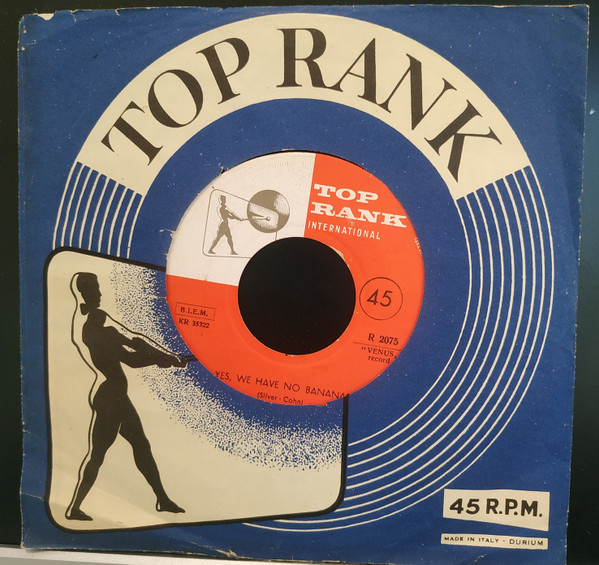 TOP RANK
TOP
RANK
INTERNATIONAL
45
B.I.E.M.
KR 35322
R 2075
"VENUS
record
YES, WE HAVE NO BANANA
(Silver - Cohn)
45 R.P.M.
MADE IN ITALY - DURIUM